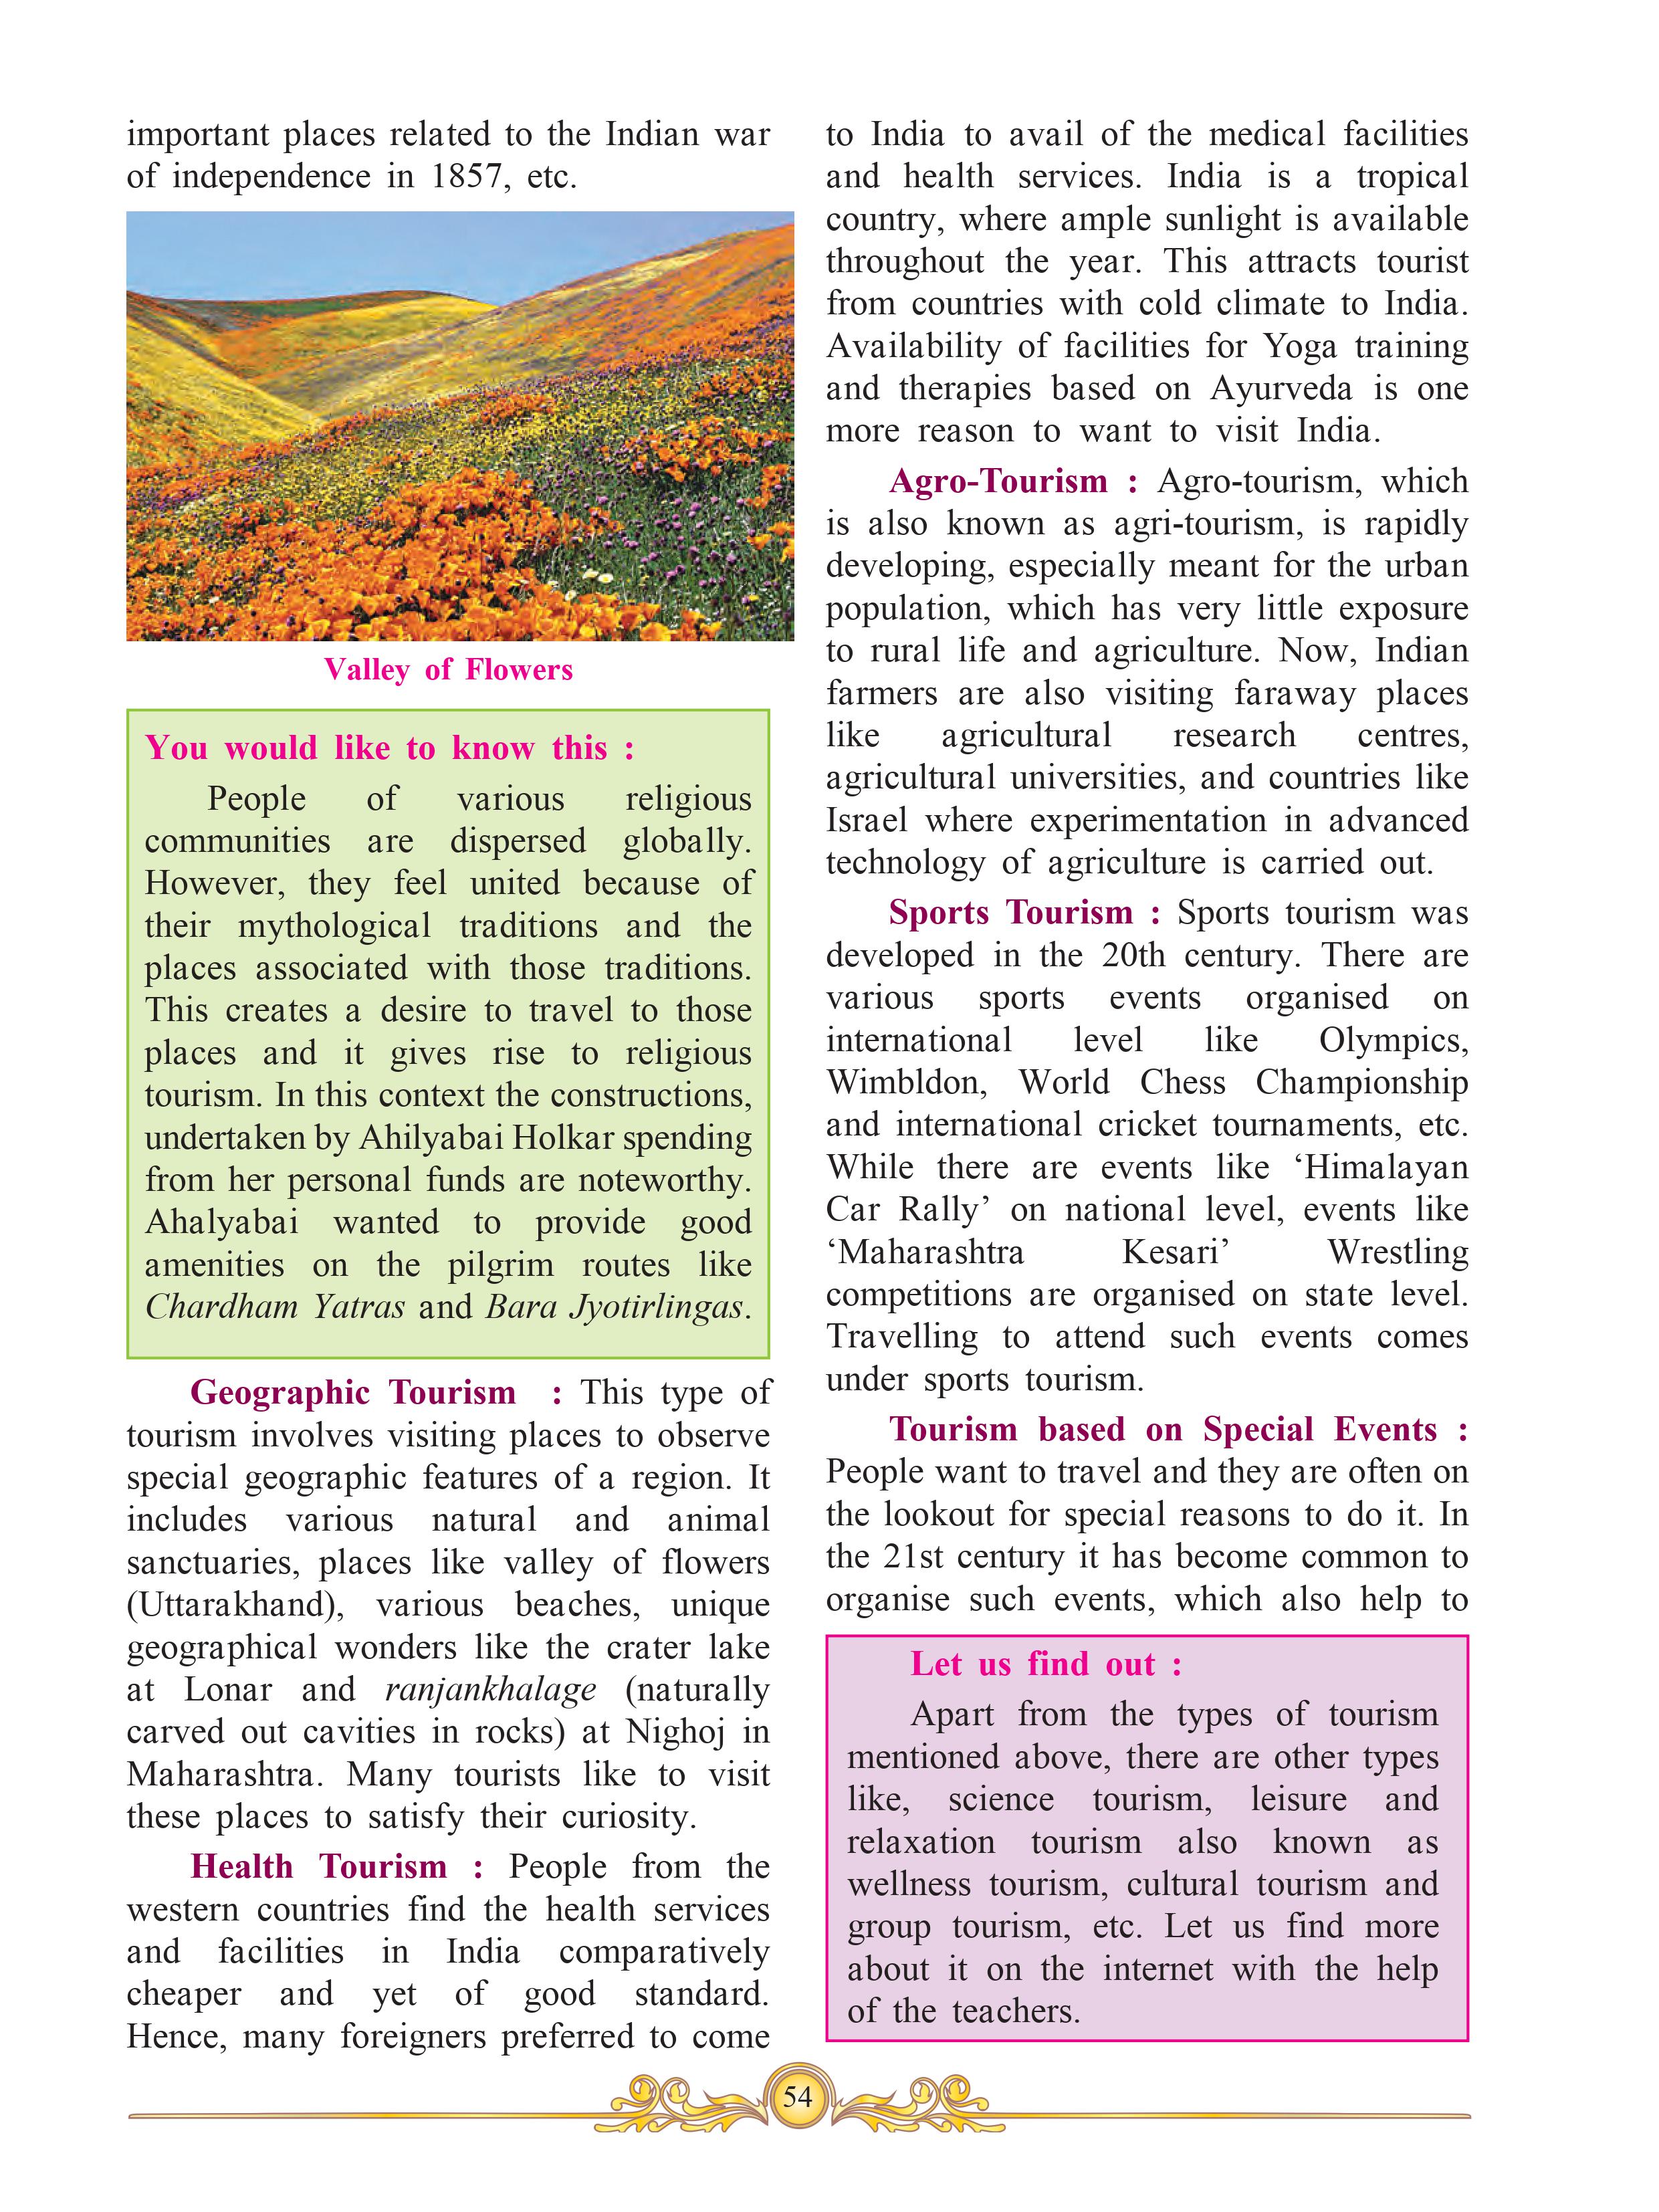 important places related to the Indian war
of independence in 1857, etc.
Valley of Flowers
You would like to know this :
People of various religious
communities are dispersed globally.
However, they feel united because of
their mythological traditions and the
places associated with those traditions.
This creates a desire to travel to those
places and it gives rise to religious
tourism. In this context the constructions,
undertaken by Ahilyabai Holkar spending
from her personal funds are noteworthy.
Ahalyabai wanted to provide good
amenities on the pilgrim routes like
Chardham Yatras and Bara Jyotirlingas.
Geographic Tourism : This type of
tourism involves visiting places to observe
special geographic features of a region. It
includes various natural and animal
sanctuaries, places like valley of flowers
(Uttarakhand), various beaches, unique
geographical wonders like the crater lake
at Lonar and ranjankhalage (naturally
carved out cavities in rocks) at Nighoj in
Maharashtra. Many tourists like to visit
these places to satisfy their curiosity.
Health Tourism : People from the
western countries find the health services
and facilities in India comparatively
cheaper and yet of good standard.
Hence, many foreigners preferred to come
to India to avail of the medical facilities
and health services. India is a tropical
country, where ample sunlight is available
throughout the year. This attracts tourist
from countries with cold climate to India.
Availability of facilities for Yoga training
and therapies based on Ayurveda is one
more reason to want to visit India.
Agro-Tourism : Agro-tourism, which
is also known as agri-tourism, is rapidly
developing, especially meant for the urban
population, which has very little exposure
to rural life and agriculture. Now, Indian
farmers are also visiting faraway places
like agricultural research centres,
agricultural universities, and countries like
Israel where experimentation in advanced
technology of agriculture is carried out.
Sports Tourism : Sports tourism was
developed in the 20th century. There are
various sports events organised on
international level like Olympics,
Wimbldon, World Chess Championship
and international cricket tournaments, etc.
While there are events like ‘Himalayan
Car Rally’ on national level, events like
‘Maharashtra Kesari’ Wrestling
competitions are organised on state level.
Travelling to attend such events comes
under sports tourism.
Tourism based on Special Events :
People want to travel and they are often on
the lookout for special reasons to do it. In
the 21st century it has become common to
organise such events, which also help to
Let us find out :
Apart from the types of tourism
mentioned above, there are other types
like, science tourism, leisure and
relaxation tourism also known as
wellness tourism, cultural tourism and
group tourism, etc. Let us find more
about it on the internet with the help
of the teachers.
54